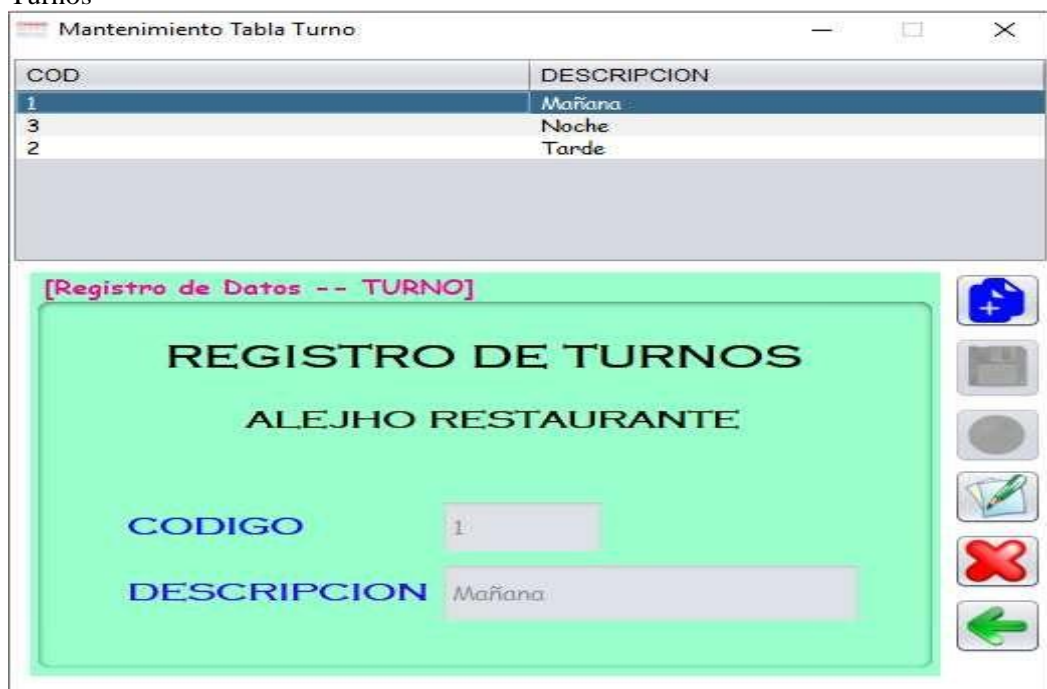 Turnos
Mantenimiento Tabla Turno
COD DESCRIPCION
1 Mañana
3 Noche
2 Tarde
[Registro de Datos -- TURNO]
REGISTRO DE TURNOS
ALEJHO RESTAURANTE
CODIGO 1
DESCRIPCION Mañana